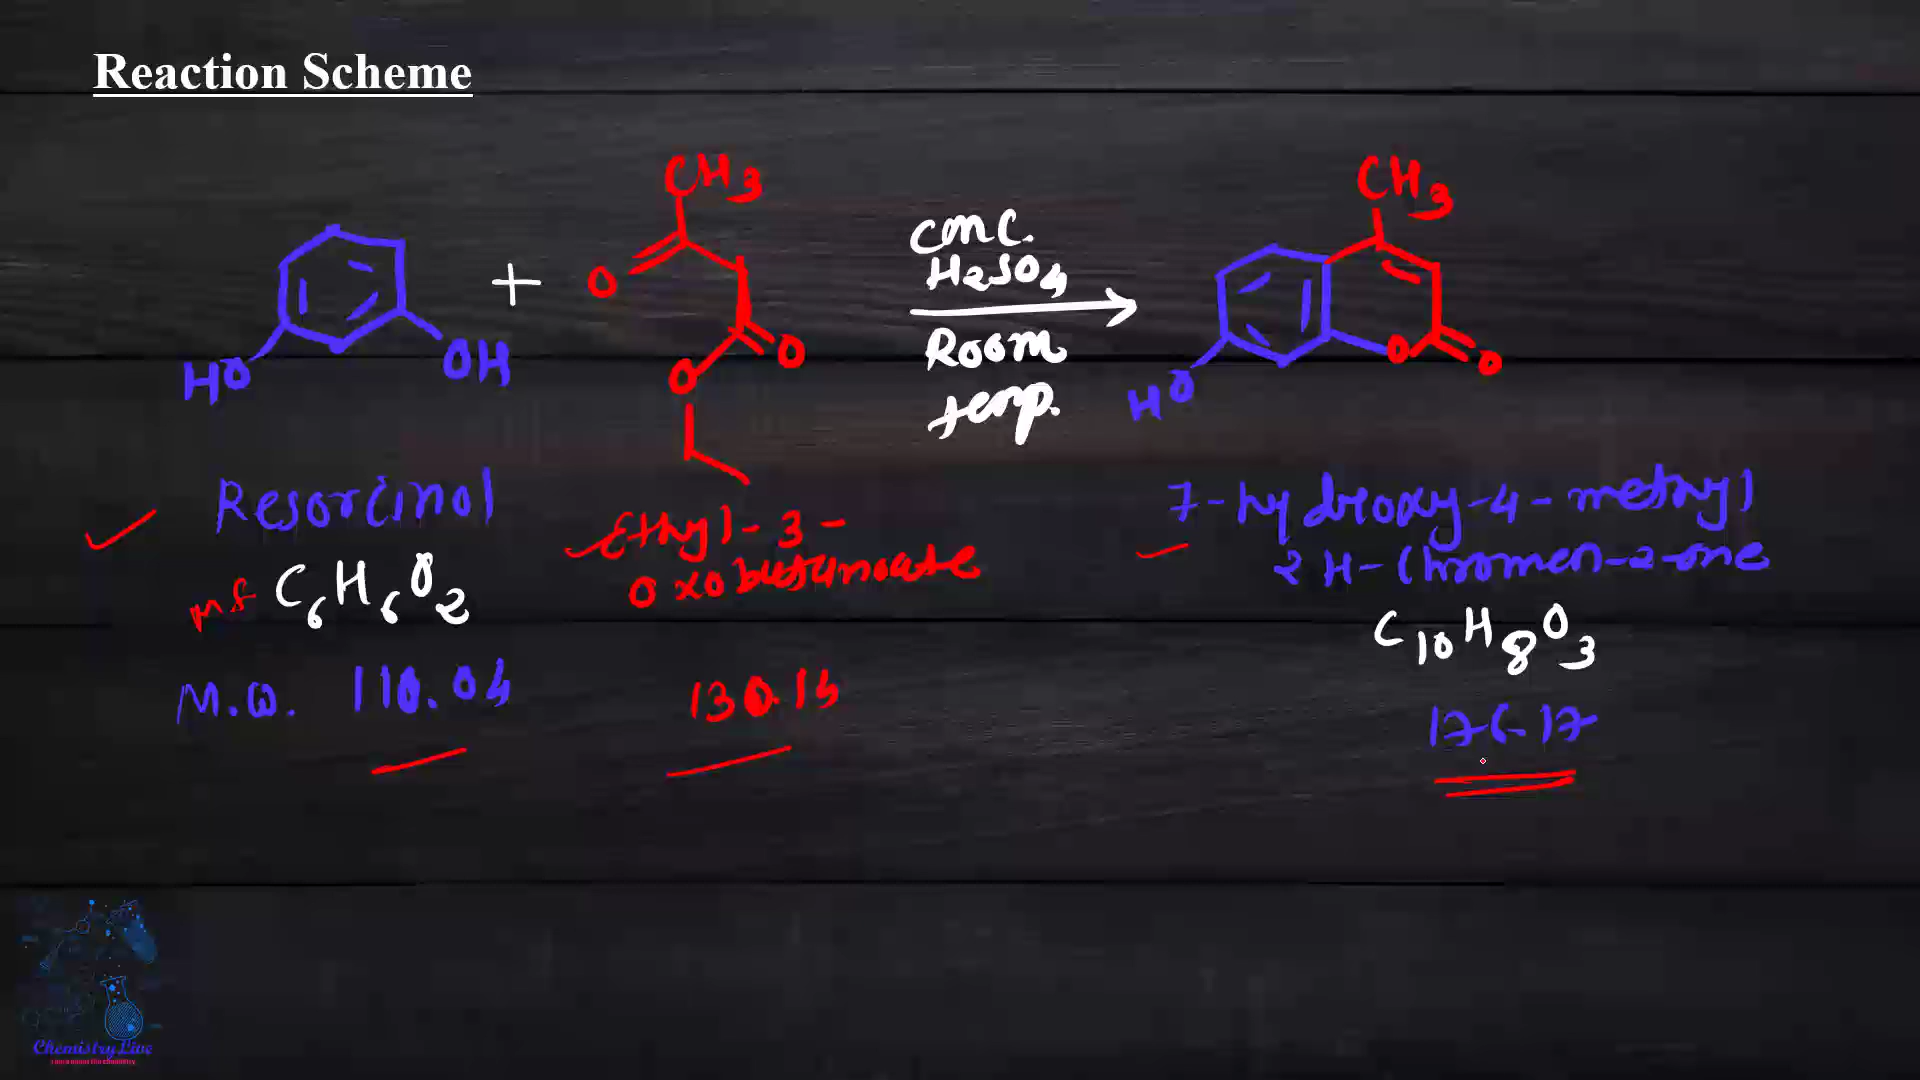 Reaction Scheme
CH3
O
O
O
HO
OH
+
conc.
H2SO4
Room
temp.
CH3
O
O
HO
Resorcinol
Ethyl-3-
oxobutanoate
7-hydroxy-4-methyl
2H-Chromen-2-one
mf C6H6O2
C10H8O3
M.W. 110.04
130.14
176.17
Chemistry Live